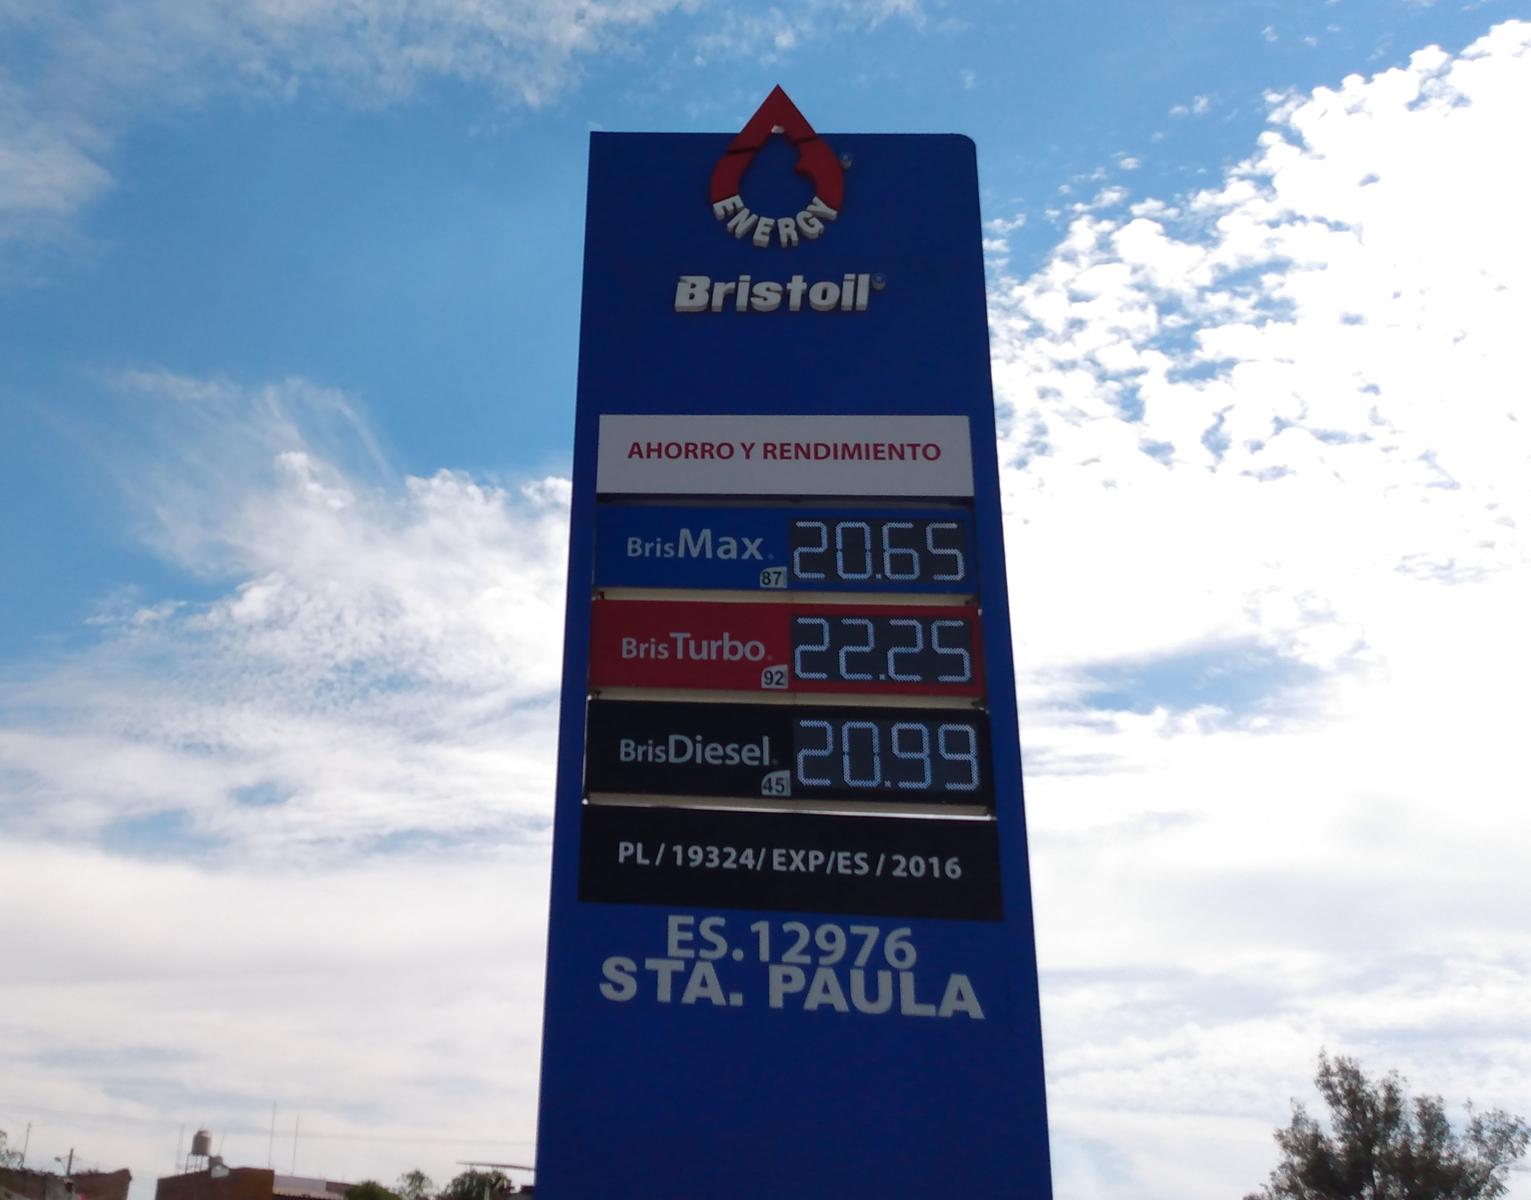 ENERGY
Bristoil®
AHORRO Y RENDIMIENTO
BrisMax 20.65
87
BrisTurbo 22.25
92
BrisDiesel 20.99
45
PL / 19324/ EXP/ES / 2016
ES.12976
STA. PAULA